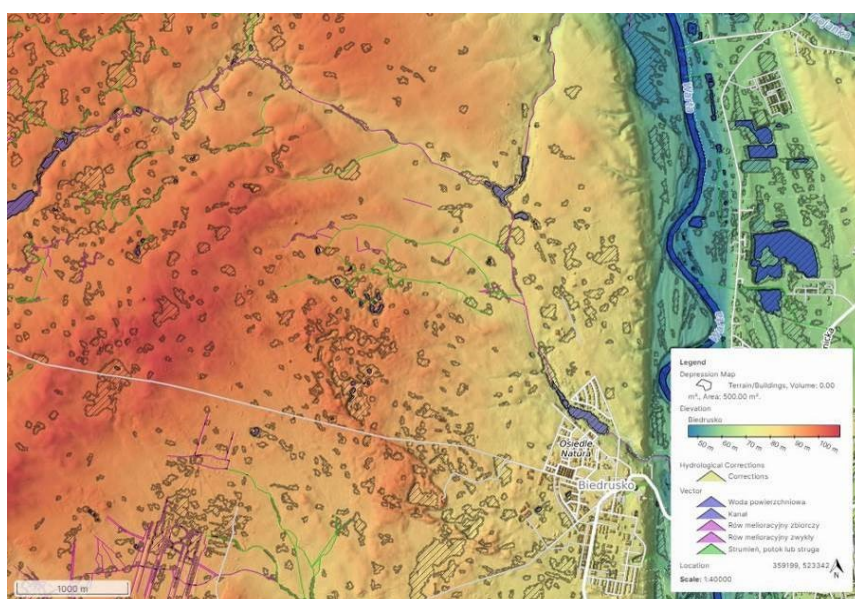 Trojanka
Warta
Osiedle
Natura
Biedrusko
Legend
Depression Map
Terrain/Buildings, Volume: 0.00
m³, Area: 500.00 m².
Elevation
Biedrusko
50 m 60 m 70 m 80 m 90 m 100 m
Hydrological Corrections
Corrections
Vector
Woda powierzchniowa
Kanał
Rów melioracyjny zbiorczy
Rów melioracyjny zwykły
Strumień, potok lub struga
Location 359199, 523342
Scale: 1:40000
N
1000 m